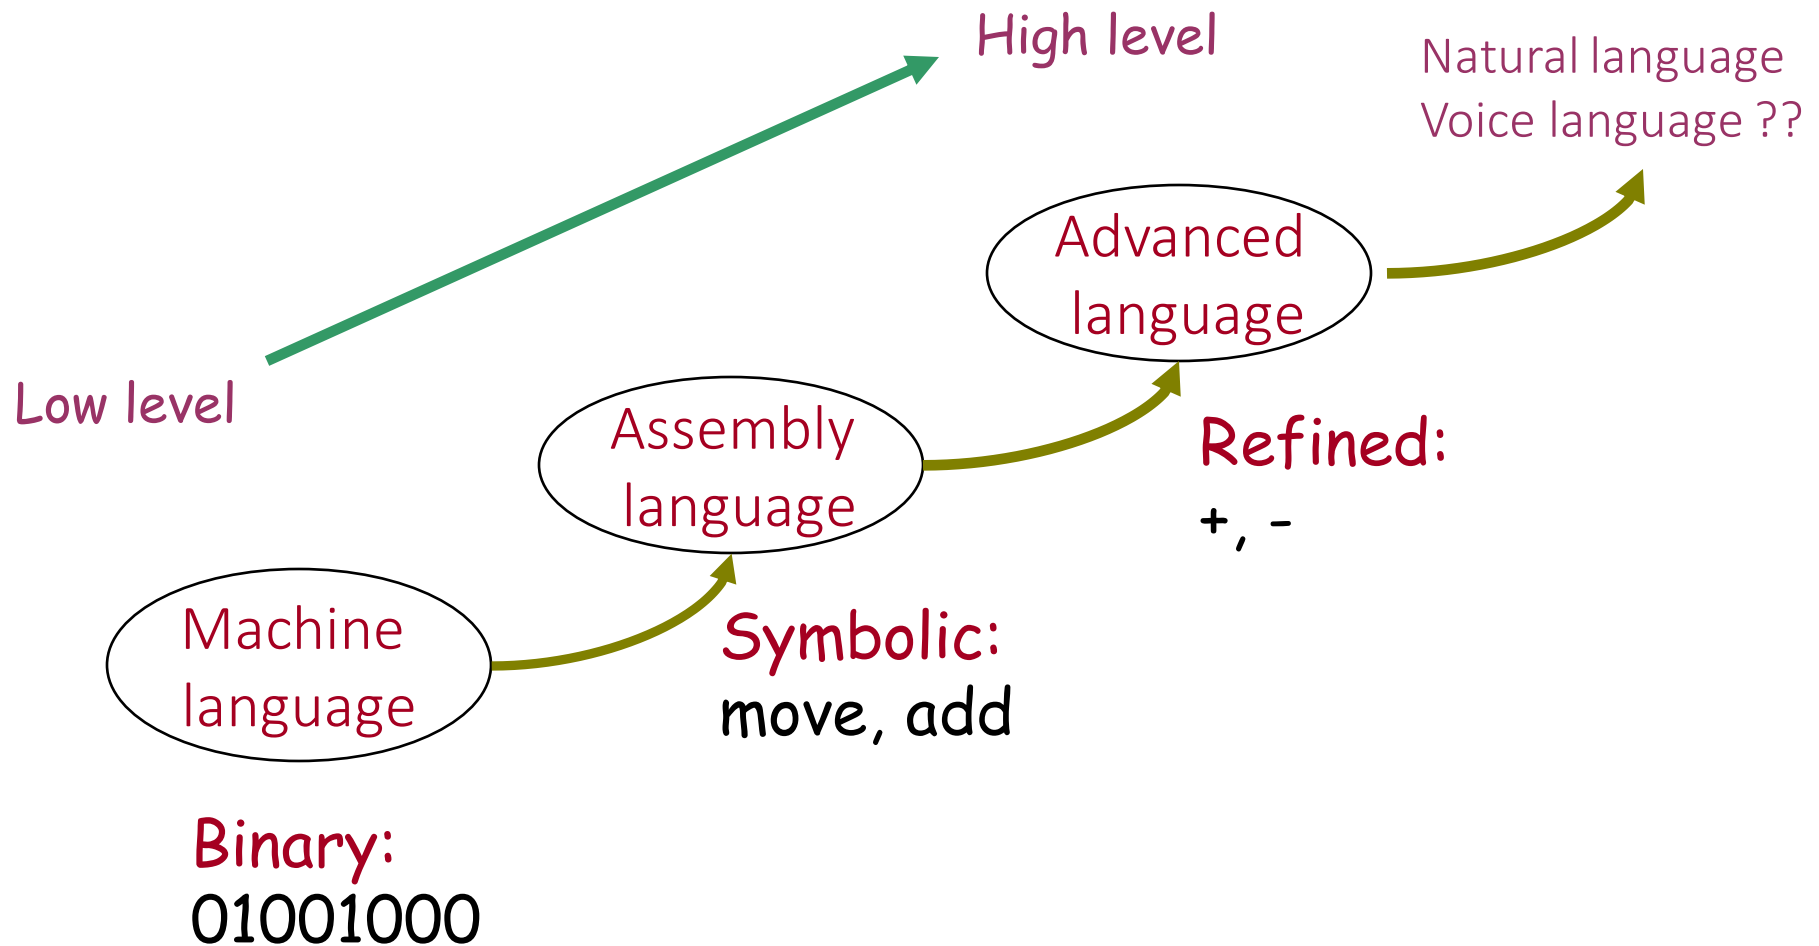 High level
Natural language
Voice language ??
Advanced
language
Low level
Assembly
language
Refined:
+, -
Machine
language
Symbolic:
move, add
Binary:
01001000